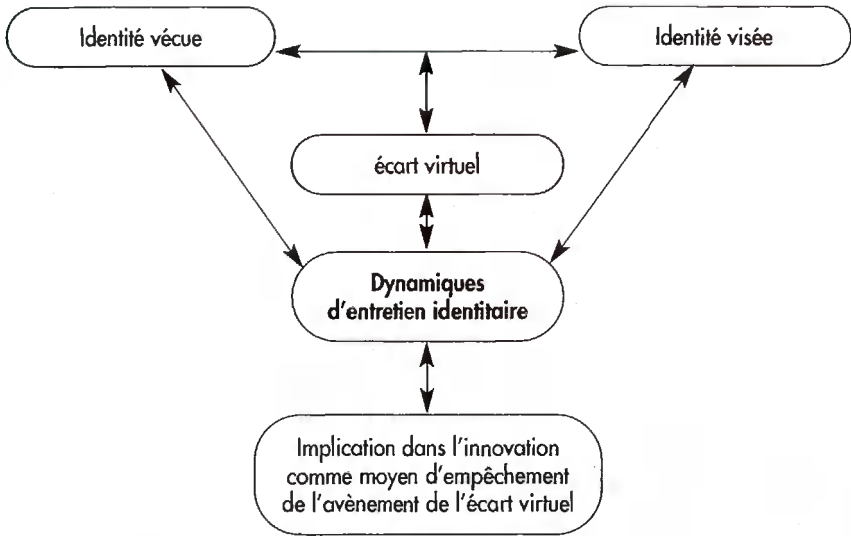 Identité vécue
Identité visée
écart virtuel
Dynamiques
d'entretien identitaire
Implication dans l'innovation
comme moyen d'empêchement
de l'avènement de l'écart virtuel